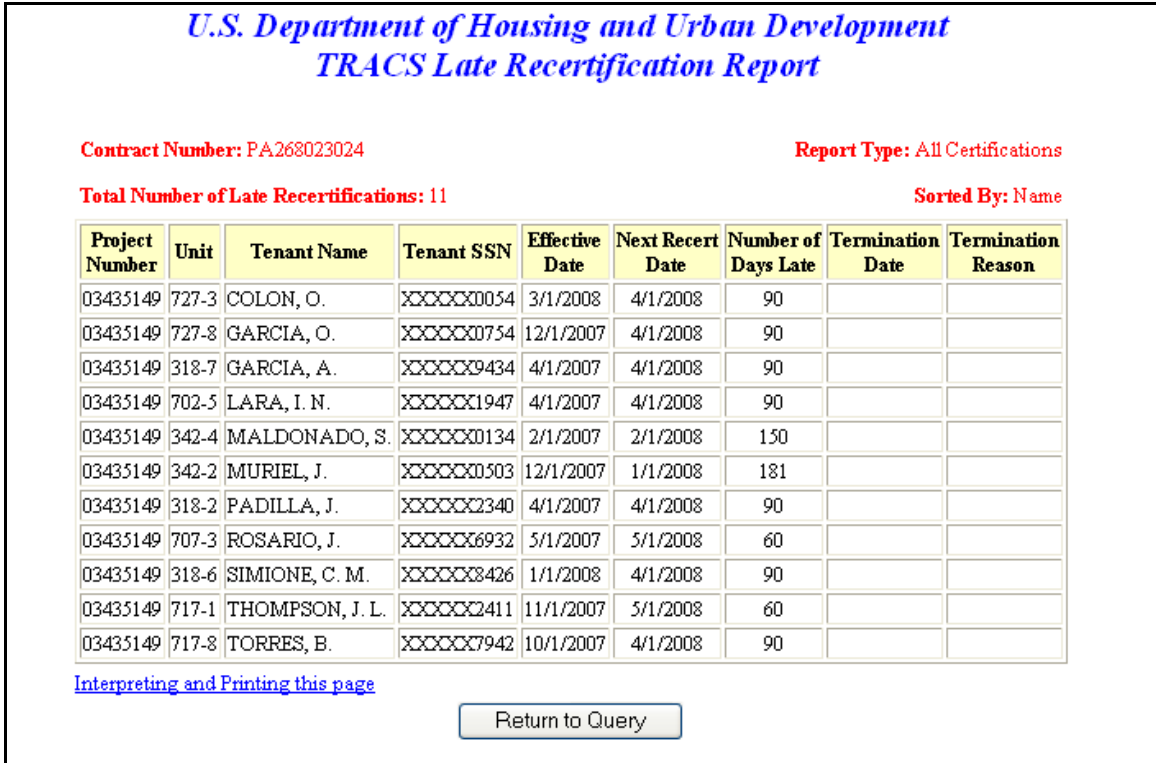 U.S. Department of Housing and Urban Development
TRACS Late Recertification Report
Contract Number: PA268023024 Report Type: All Certifications
Total Number of Late Recertifications: 11 Sorted By: Name
Project Number Unit Tenant Name Tenant SSN Effective Date Next Recert Date Number of Days Late Termination Date Termination Reason
03435149 727-3 COLON, O. XXXXX0054 3/1/2008 4/1/2008 90
03435149 727-8 GARCIA, O. XXXXX0754 12/1/2007 4/1/2008 90
03435149 318-7 GARCIA, A. XXXXX9434 4/1/2007 4/1/2008 90
03435149 702-5 LARA, I. N. XXXXX1947 4/1/2007 4/1/2008 90
03435149 342-4 MALDONADO, S. XXXXX0134 2/1/2007 2/1/2008 150
03435149 342-2 MURIEL, J. XXXXX0503 12/1/2007 1/1/2008 181
03435149 318-2 PADILLA, J. XXXXX2340 4/1/2007 4/1/2008 90
03435149 707-3 ROSARIO, J. XXXXX6932 5/1/2007 5/1/2008 60
03435149 318-6 SIMIONE, C. M. XXXXX8426 1/1/2008 4/1/2008 90
03435149 717-1 THOMPSON, J. L. XXXXX2411 11/1/2007 5/1/2008 60
03435149 717-8 TORRES, B. XXXXX7942 10/1/2007 4/1/2008 90
Interpreting and Printing this page
Return to Query